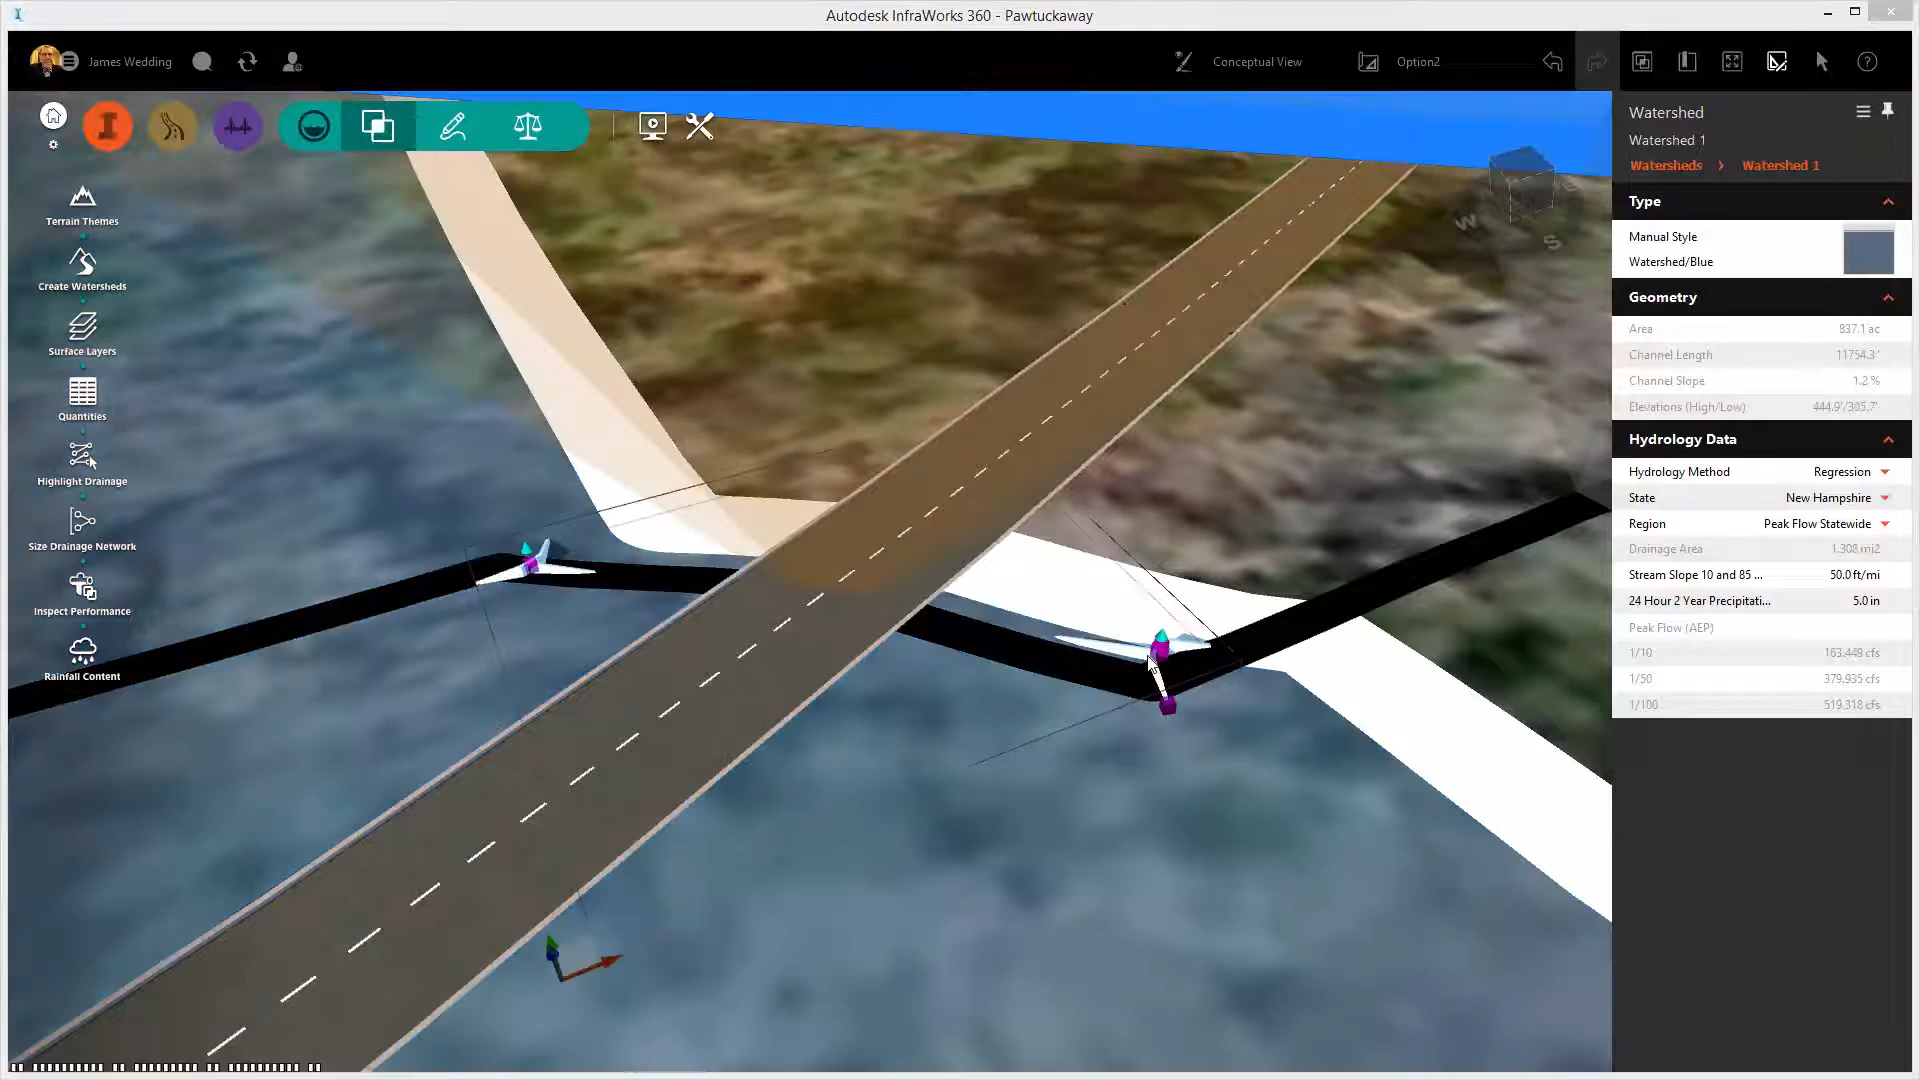 Autodesk InfraWorks 360 - Pawtuckaway
James Wedding
Conceptual View
Option2
Terrain Themes
Create Watersheds
Surface Layers
Quantities
Highlight Drainage
Size Drainage Network
Inspect Performance
Rainfall Content
W
S
Watershed
Watershed 1
Watersheds > Watershed 1
Type
Manual Style
Watershed/Blue
Geometry
Area 837.1 ac
Channel Length 11754.3'
Channel Slope 1.2 %
Elevations (High/Low) 444.9'/305.7'
Hydrology Data
Hydrology Method Regression
State New Hampshire
Region Peak Flow Statewide
Drainage Area 1.308 mi2
Stream Slope 10 and 85 ... 50.0 ft/mi
24 Hour 2 Year Precipitati... 5.0 in
Peak Flow (AEP)
1/10 163.449 cfs
1/50 379.935 cfs
1/100 519.318 cfs